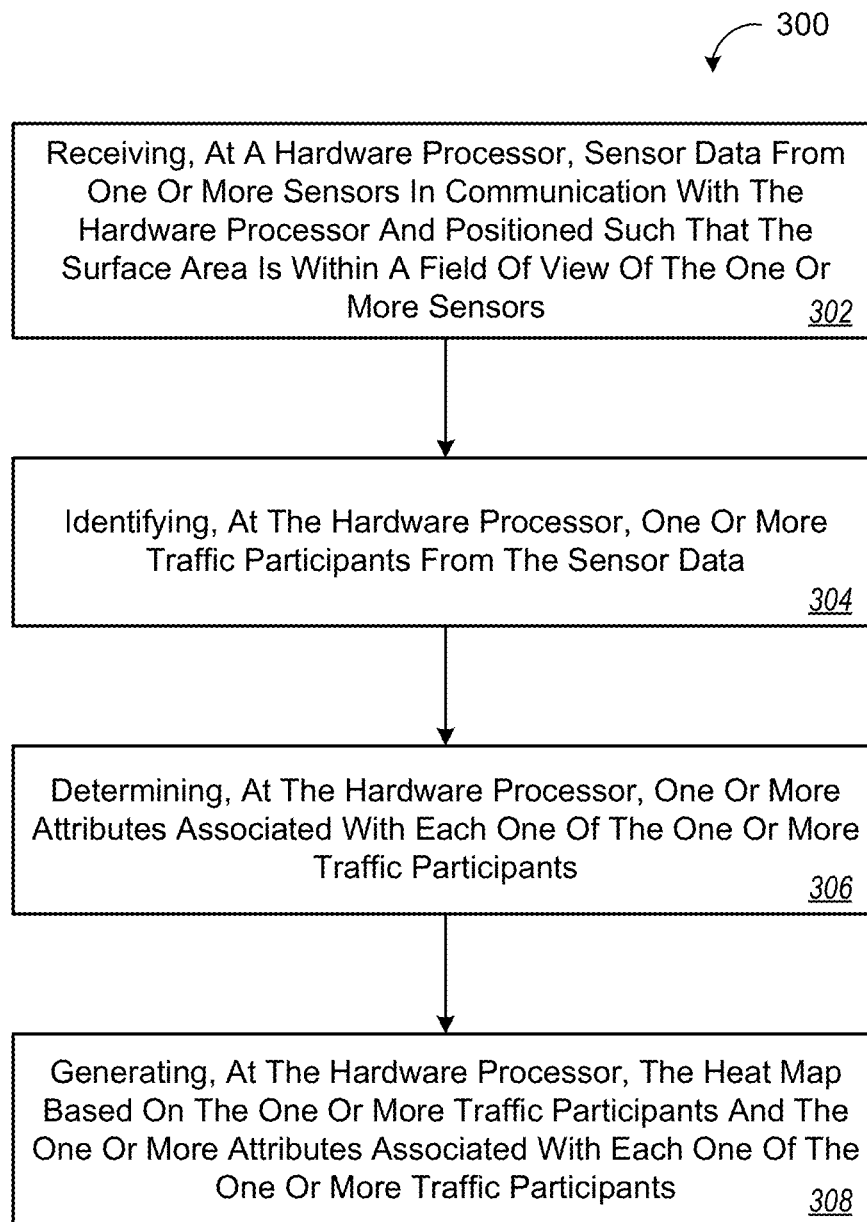 300
Receiving, At A Hardware Processor, Sensor Data From
One Or More Sensors In Communication With The
Hardware Processor And Positioned Such That The
Surface Area Is Within A Field Of View Of The One Or
More Sensors
302
Identifying, At The Hardware Processor, One Or More
Traffic Participants From The Sensor Data
304
Determining, At The Hardware Processor, One Or More
Attributes Associated With Each One Of The One Or More
Traffic Participants
306
Generating, At The Hardware Processor, The Heat Map
Based On The One Or More Traffic Participants And The
One Or More Attributes Associated With Each One Of The
One Or More Traffic Participants
308